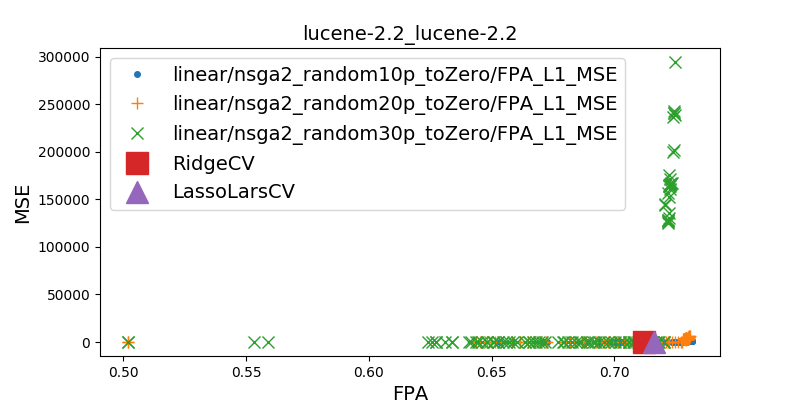 lucene-2.2_lucene-2.2
300000
250000
200000
150000
100000
50000
0
MSE
linear/nsga2_random10p_toZero/FPA_L1_MSE
linear/nsga2_random20p_toZero/FPA_L1_MSE
linear/nsga2_random30p_toZero/FPA_L1_MSE
RidgeCV
LassoLarsCV
0.50 0.55 0.60 0.65 0.70
FPA